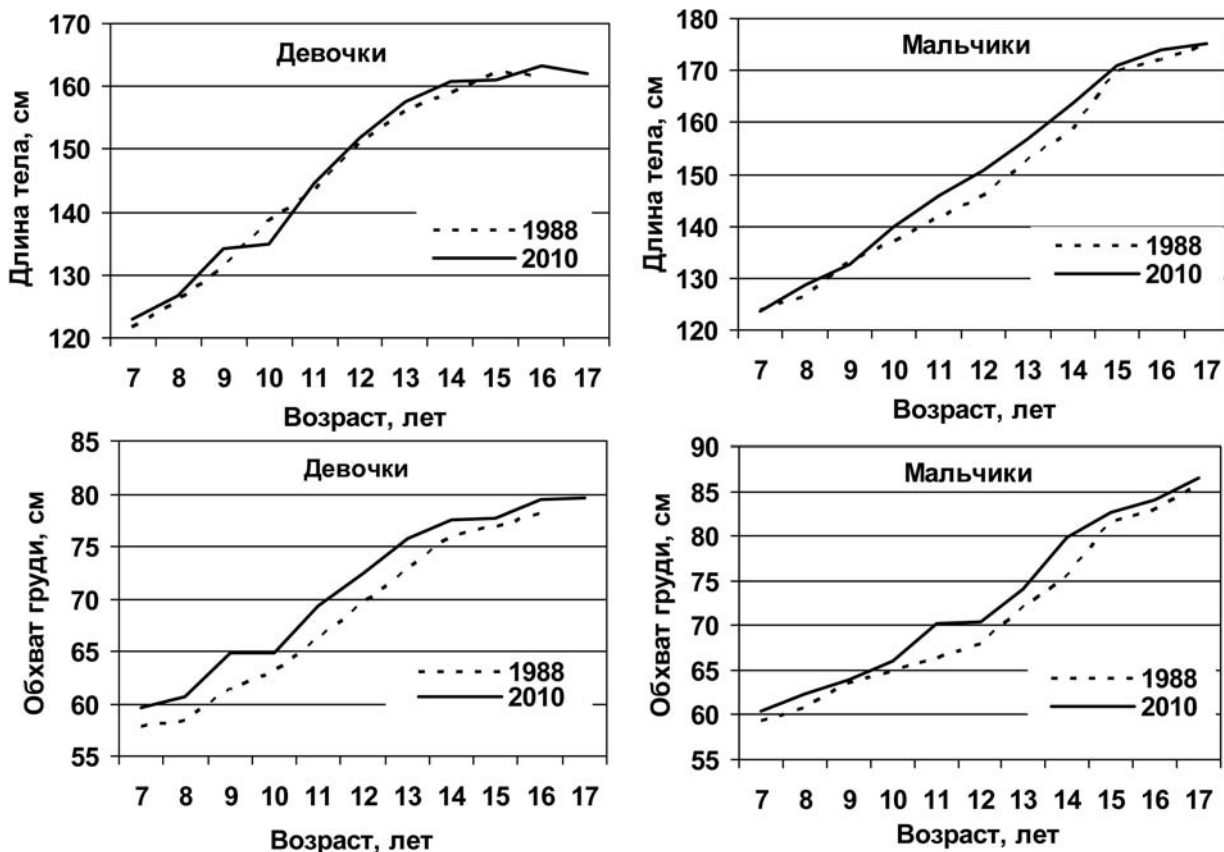 Девочки
Длина тела, см
170
160
150
140
130
120
1988
2010
7 8 9 10 11 12 13 14 15 16 17
Возраст, лет
Мальчики
Длина тела, см
180
170
160
150
140
130
120
1988
2010
7 8 9 10 11 12 13 14 15 16 17
Возраст, лет
Девочки
Обхват груди, см
85
80
75
70
65
60
55
1988
2010
7 8 9 10 11 12 13 14 15 16 17
Возраст, лет
Мальчики
Обхват груди, см
90
85
80
75
70
65
60
55
1988
2010
7 8 9 10 11 12 13 14 15 16 17
Возраст, лет